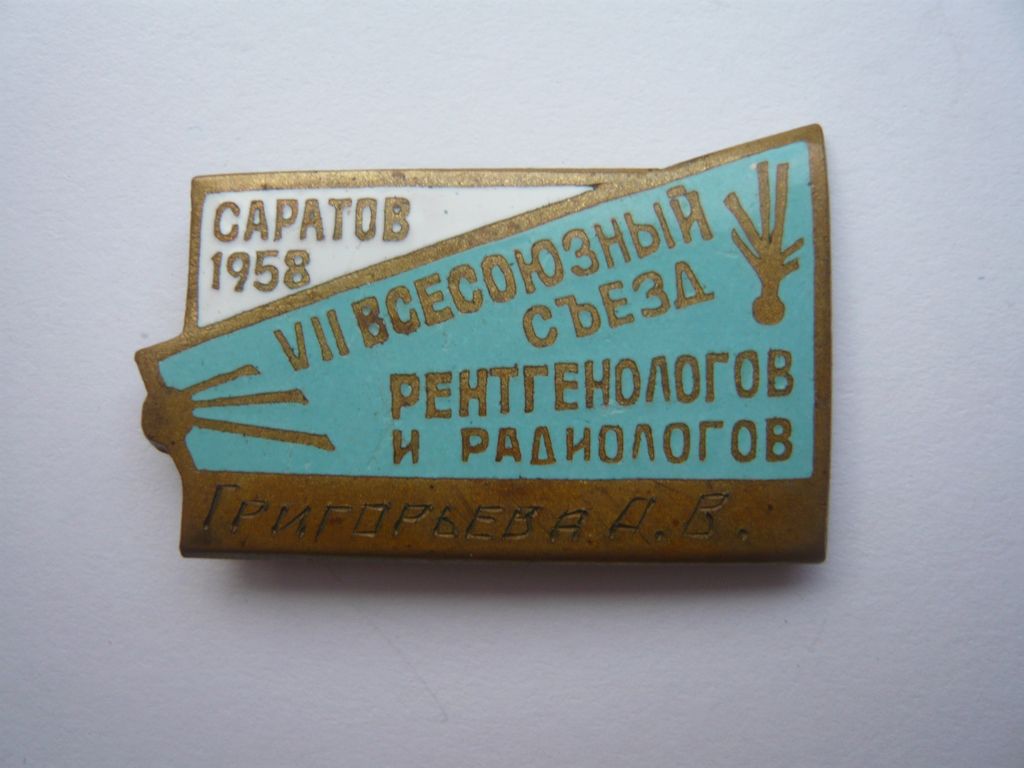 САРАТОВ
1958
VII ВСЕСОЮЗНЫЙ
СЪЕЗД
РЕНТГЕНОЛОГОВ
И РАДИОЛОГОВ
ГРИГОРЬЕВА Д.В.